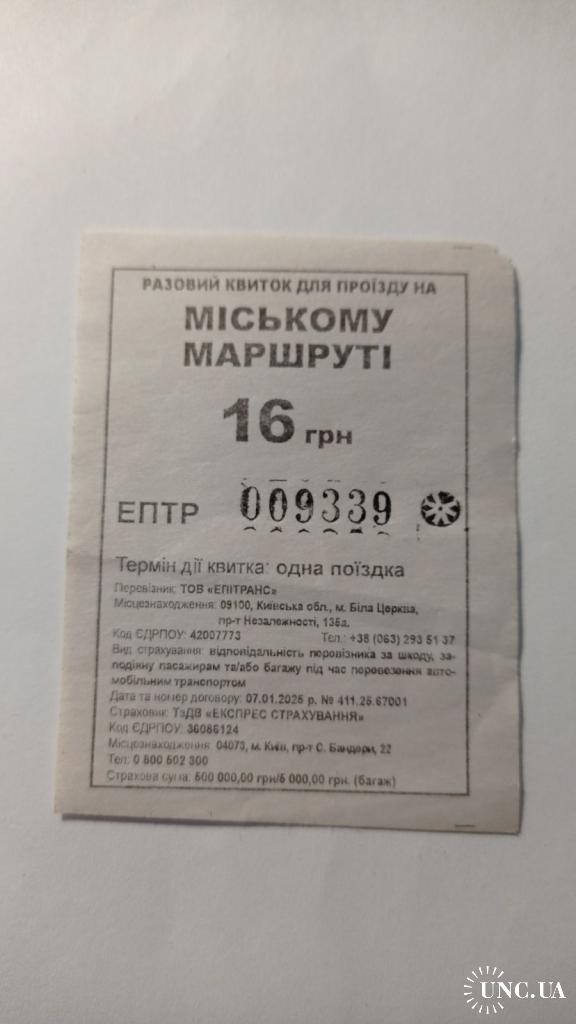 РАЗОВИЙ КВИТОК ДЛЯ ПРОЇЗДУ НА
МІСЬКОМУ
МАРШРУТІ
16 грн
ЕПТР 009339
Термін дії квитка: одна поїздка
Перевізник: ТОВ «ЕПІТРАНС»
Місцезнаходження: 09100, Київська обл., м. Біла Церква,
пр-т Незалежності, 136а.
Код ЄДРПОУ: 42007773 Тел.: +38 (063) 293 51 37
Вид страхування: відповідальність перевізника за шкоду, за-
подіяну пасажирам та/або багажу під час перевезення авто-
мобільним транспортом
Дата та номер договору: 07.01.2025 р. № 411.25.67001
Страховик: ТзДВ «ЕКСПРЕС СТРАХУВАННЯ»
Код ЄДРПОУ: 36086124
Місцезнаходження: 04073, м. Київ, пр-т С. Бандери, 22
Тел: 0 800 502 300
Страхова сума: 500 000,00 грн/5 000,00 грн. (багаж)
UNC.UA